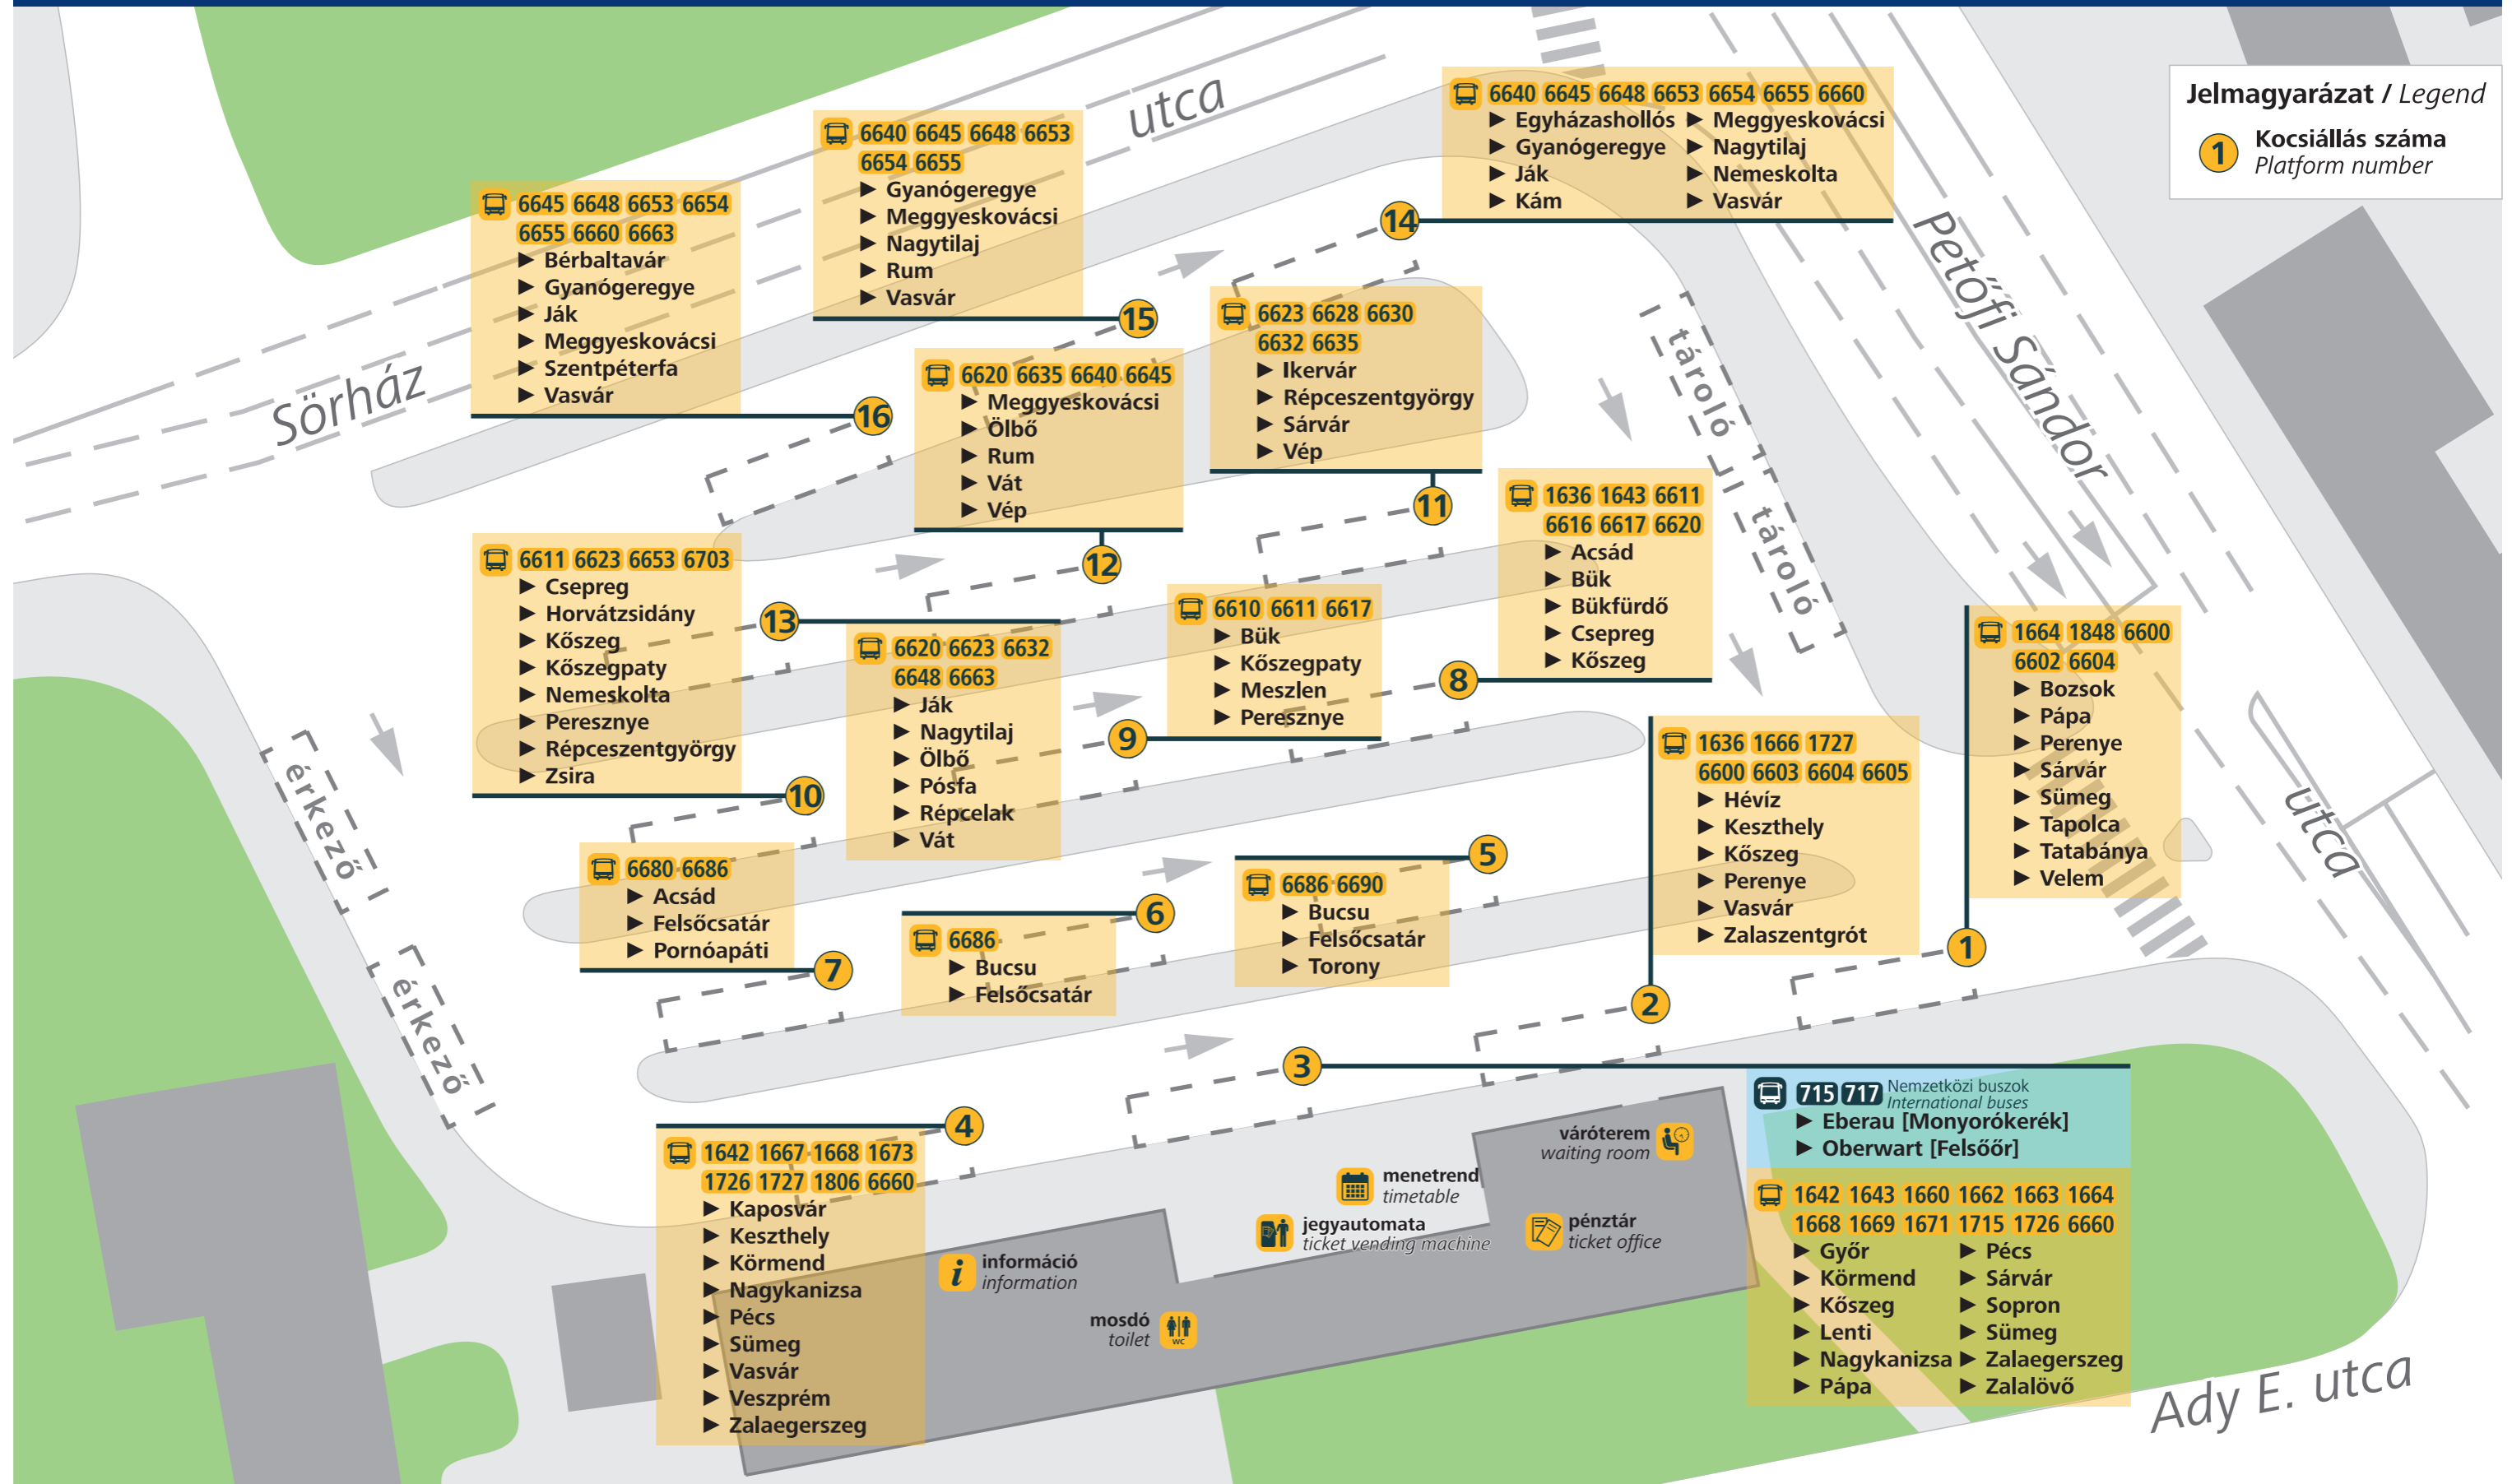 Jelmagyarázat / Legend
1 Kocsiállás száma
Platform number
Sörház
utca
Petőfi Sándor
utca
Ady E. utca
6640 6645 6648 6653 6654 6655 6660
Egyházashollós
Gyanógeregye
Ják
Kám
Meggyeskovácsi
Nagytilaj
Nemeskolta
Vasvár
14
6640 6645 6648 6653
6654 6655
Gyanógeregye
Meggyeskovácsi
Nagytilaj
Rum
Vasvár
15
6645 6648 6653 6654
6655 6660 6663
Bérbaltavár
Gyanógeregye
Ják
Meggyeskovácsi
Szentpéterfa
Vasvár
16
6623 6628 6630
6632 6635
Ikervár
Répceszentgyörgy
Sárvár
Vép
11
6620 6635 6640 6645
Meggyeskovácsi
Ölbő
Rum
Vát
Vép
12
tároló
tároló
1636 1643 6611
6616 6617 6620
Acsád
Bük
Bükfürdő
Csepreg
Kőszeg
8
6611 6623 6653 6703
Csepreg
Horvátzsidány
Kőszeg
Kőszegpaty
Nemeskolta
Peresznye
Répceszentgyörgy
Zsira
10
13
6620 6623 6632
6648 6663
Ják
Nagytilaj
Ölbő
Pósfa
Répcelak
Vát
6610 6611 6617
Bük
Kőszegpaty
Meszlen
Peresznye
9
1664 1848 6600
6602 6604
Bozsok
Pápa
Perenye
Sárvár
Sümeg
Tapolca
Tatabánya
Velem
1
1636 1666 1727
6600 6603 6604 6605
Hévíz
Keszthely
Kőszeg
Perenye
Vasvár
Zalaszentgrót
2
érkező
érkező
6680 6686
Acsád
Felsőcsatár
Pornóapáti
7
6
6686
Bucsu
Felsőcsatár
5
6686 6690
Bucsu
Felsőcsatár
Torony
3
715 717 Nemzetközi buszok
International buses
Eberau [Monyorókerék]
Oberwart [Felsőőr]
1642 1643 1660 1662 1663 1664
1668 1669 1671 1715 1726 6660
Győr
Körmend
Kőszeg
Lenti
Nagykanizsa
Pápa
Pécs
Sárvár
Sopron
Sümeg
Zalaegerszeg
Zalalövő
4
1642 1667 1668 1673
1726 1727 1806 6660
Kaposvár
Keszthely
Körmend
Nagykanizsa
Pécs
Sümeg
Vasvár
Veszprém
Zalaegerszeg
váróterem
waiting room
menetrend
timetable
jegyautomata
ticket vending machine
pénztár
ticket office
i információ
information
mosdó
toilet
WC